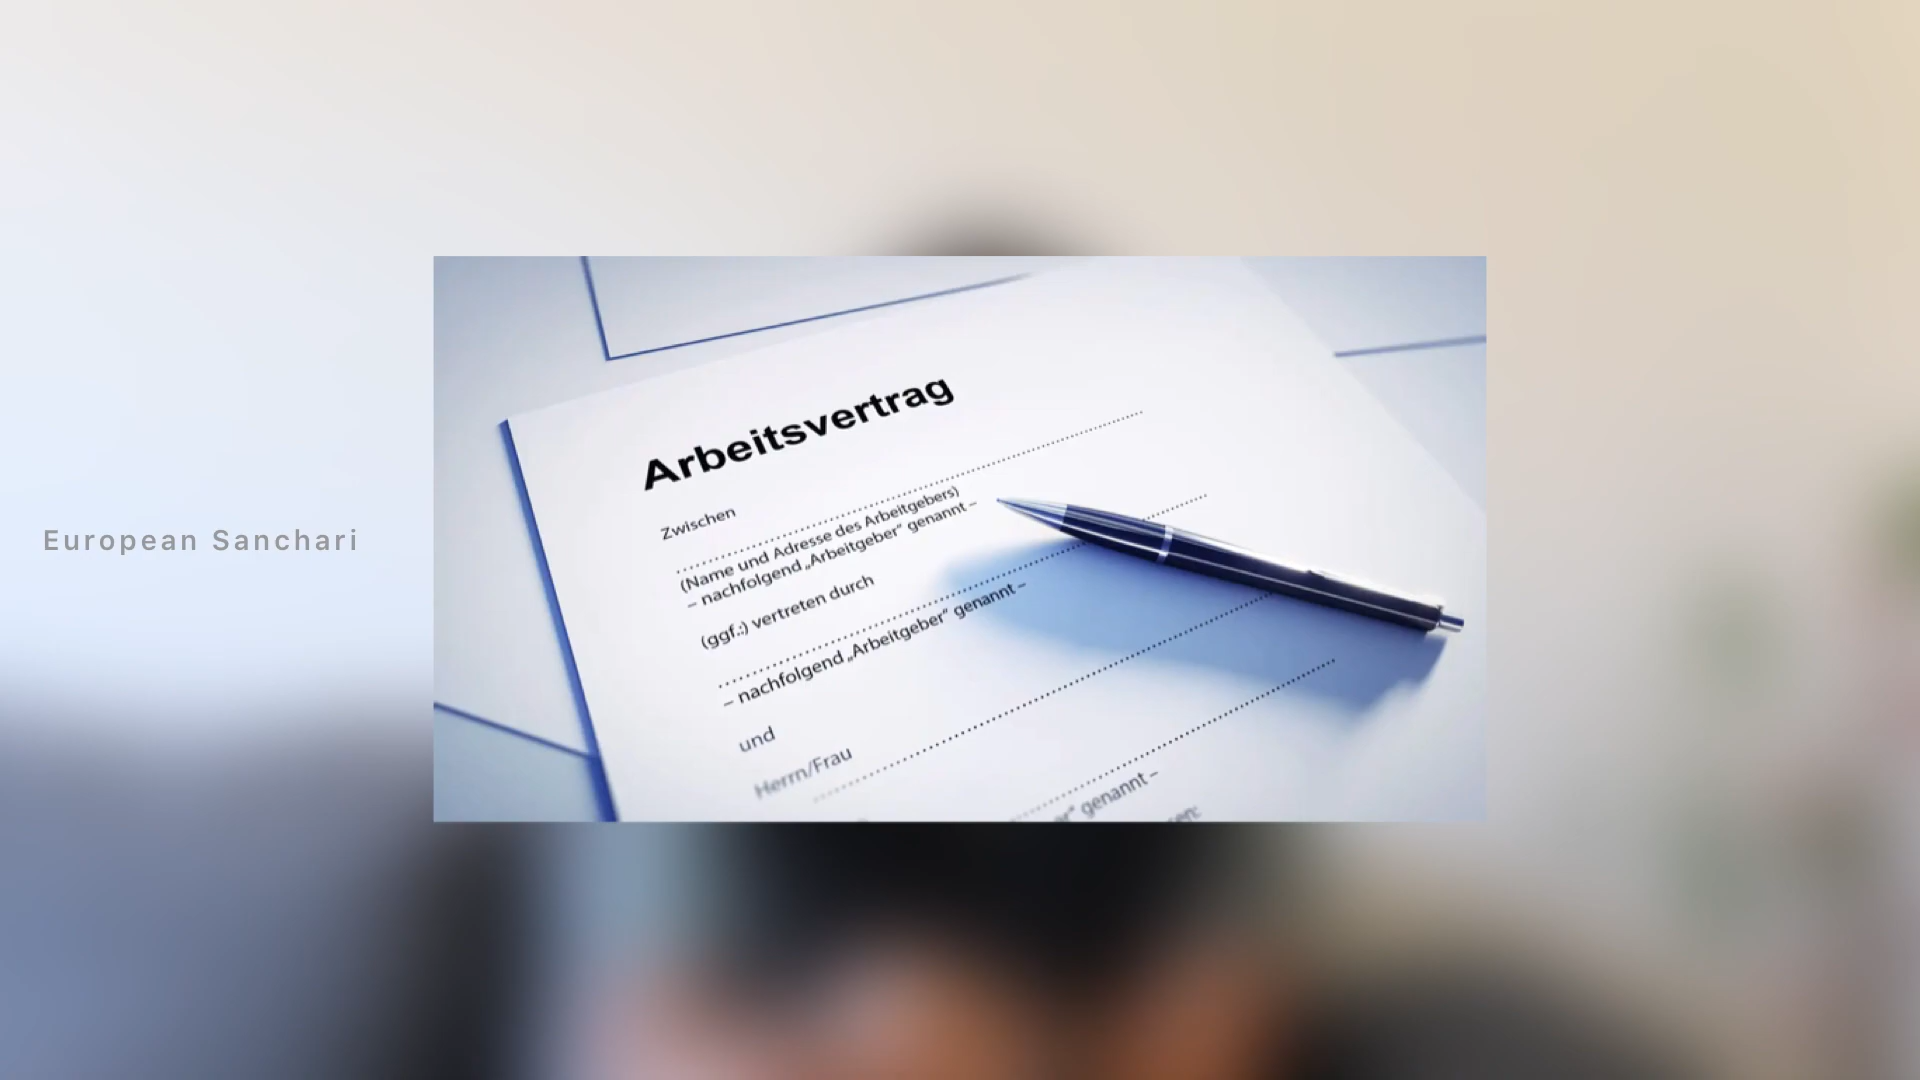 European Sanchari
Arbeitsvertrag
Zwischen
(Name und Adresse des Arbeitgebers)
– nachfolgend „Arbeitgeber“ genannt –
(ggf.:) vertreten durch
– nachfolgend „Arbeitgeber“ genannt –
und
Herrn/Frau
genannt –